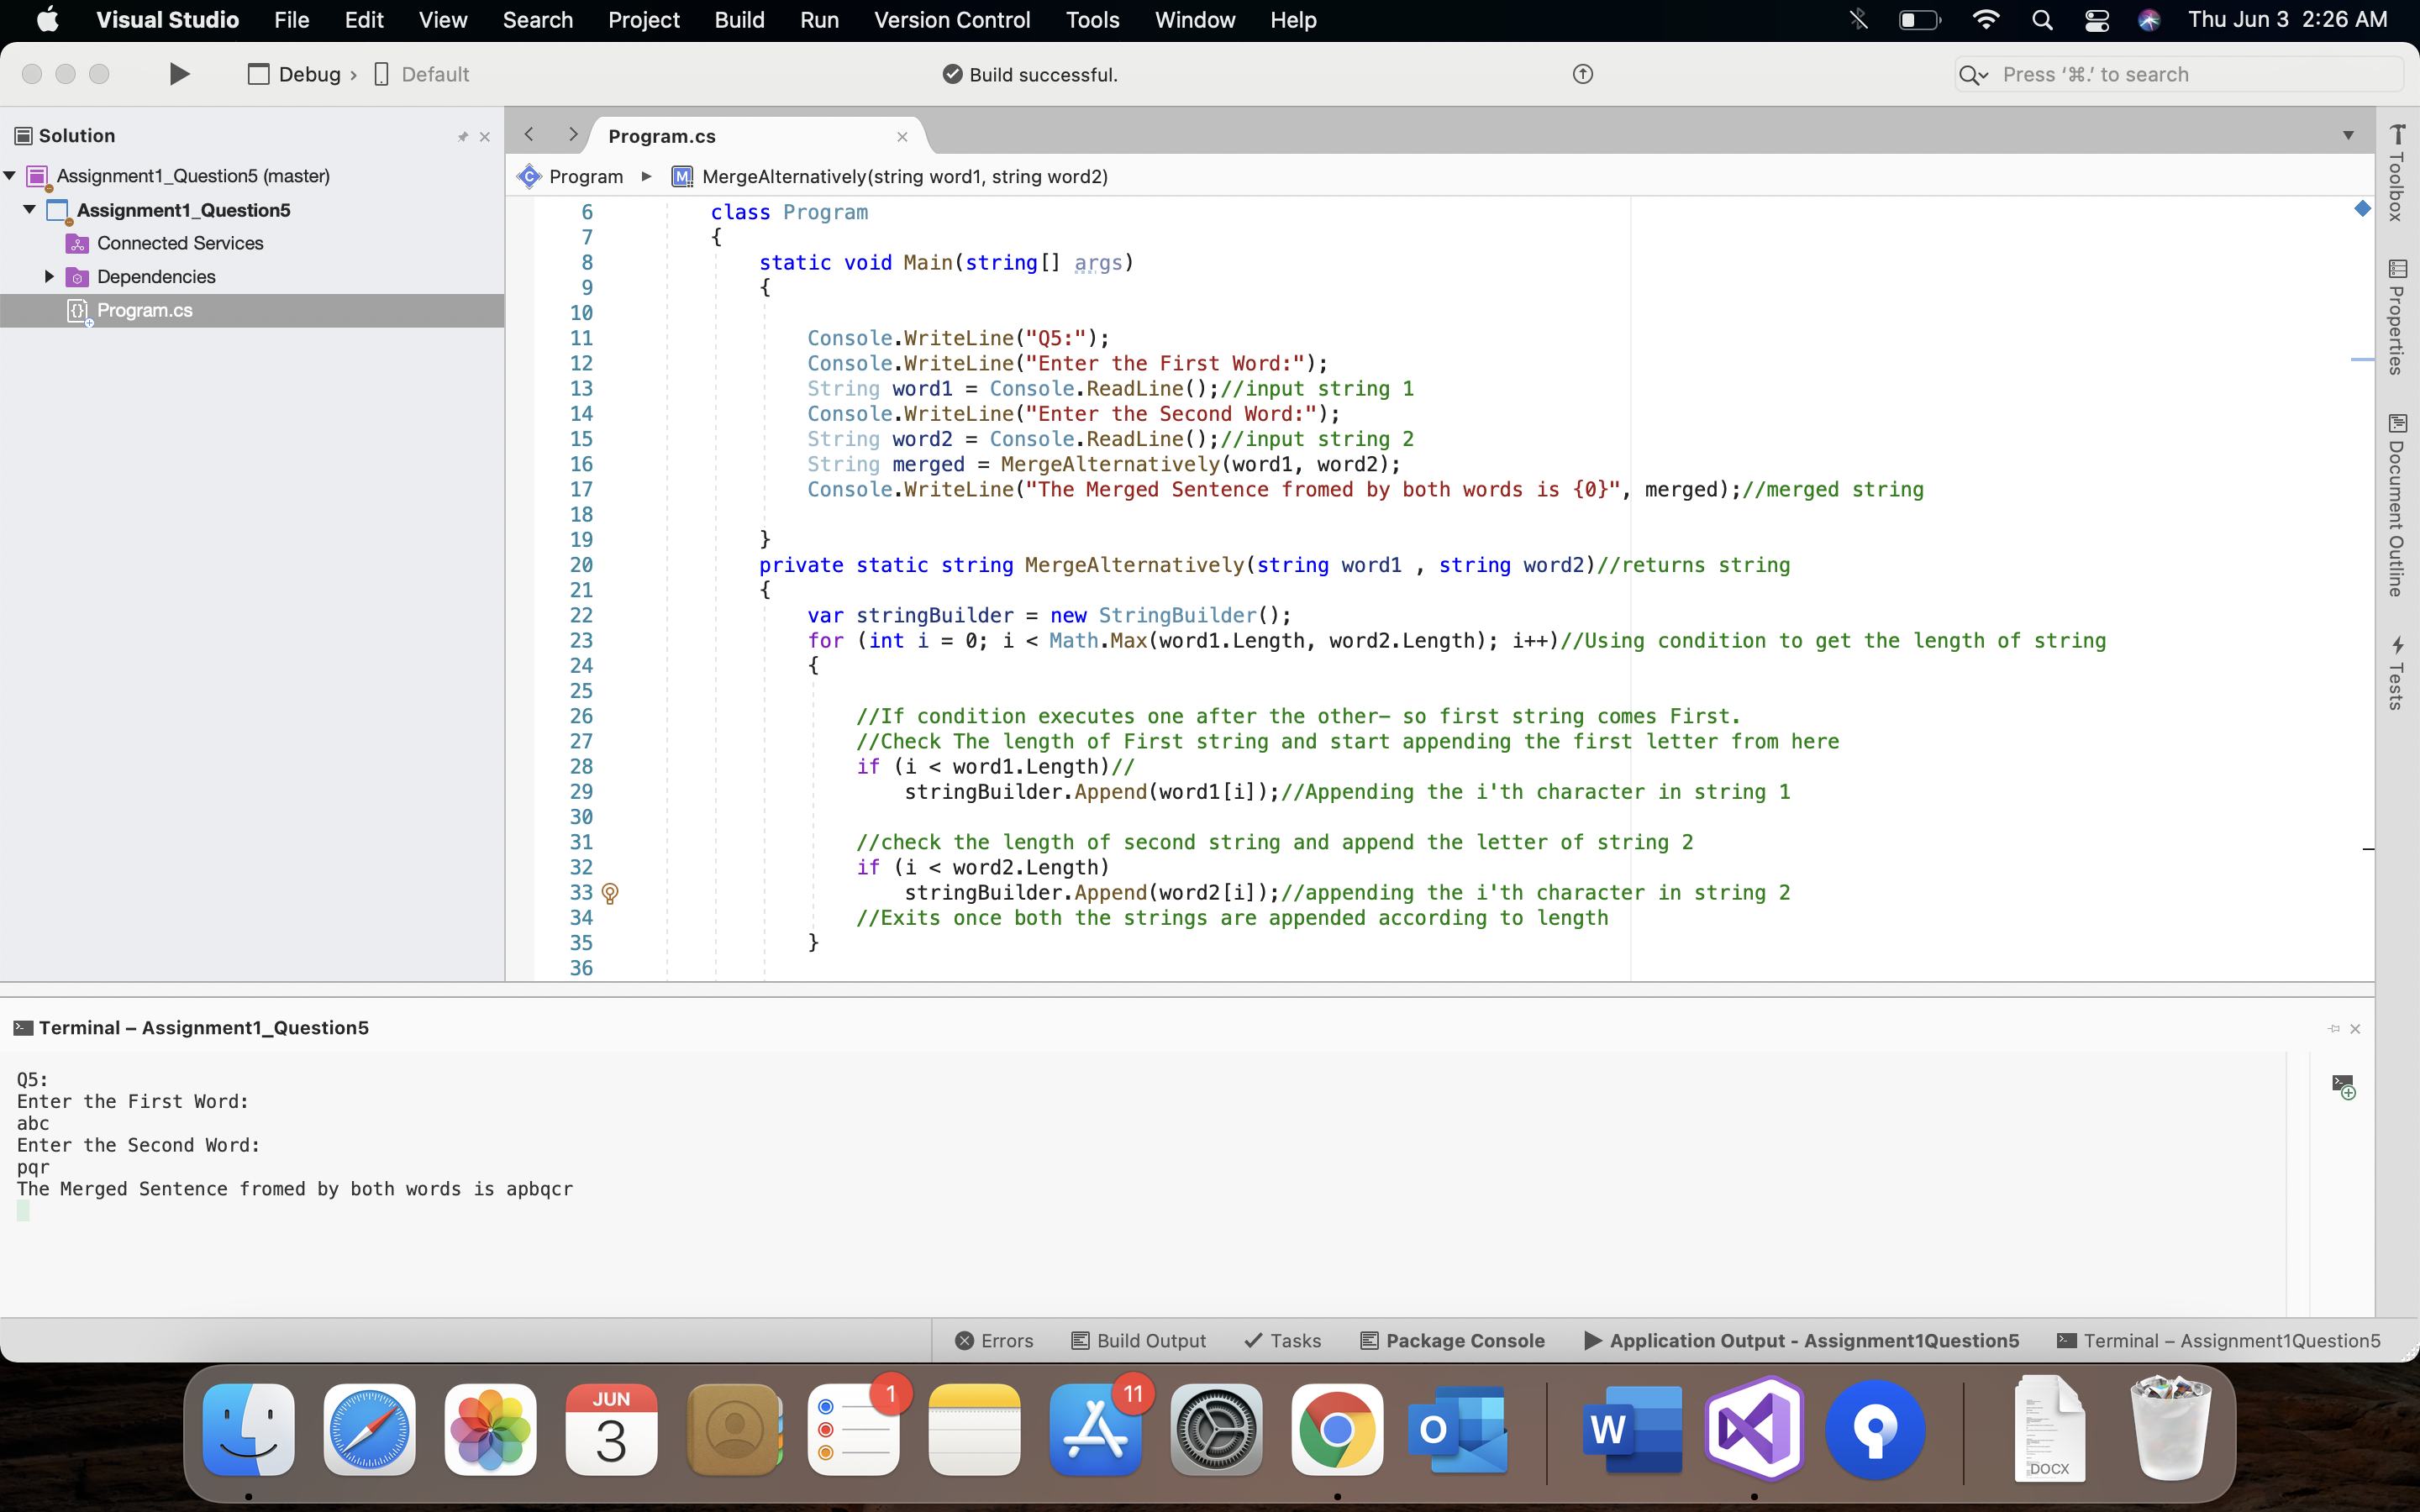 Visual Studio File Edit View Search Project Build Run Version Control Tools Window Help Thu Jun 3 2:26 AM
Debug › Default Build successful. Press ‘⌘.’ to search
Solution
Assignment1_Question5 (master)
Assignment1_Question5
Connected Services
Dependencies
Program.cs
Program.cs
Program ▸ MergeAlternatively(string word1, string word2)
6 class Program
7 {
8 static void Main(string[] args)
9 {
10
11 Console.WriteLine("Q5:");
12 Console.WriteLine("Enter the First Word:");
13 String word1 = Console.ReadLine();//input string 1
14 Console.WriteLine("Enter the Second Word:");
15 String word2 = Console.ReadLine();//input string 2
16 String merged = MergeAlternatively(word1, word2);
17 Console.WriteLine("The Merged Sentence fromed by both words is {0}", merged);//merged string
18
19 }
20 private static string MergeAlternatively(string word1 , string word2)//returns string
21 {
22 var stringBuilder = new StringBuilder();
23 for (int i = 0; i < Math.Max(word1.Length, word2.Length); i++)//Using condition to get the length of string
24 {
25
26 //If condition executes one after the other– so first string comes First.
27 //Check The length of First string and start appending the first letter from here
28 if (i < word1.Length)//
29 stringBuilder.Append(word1[i]);//Appending the i'th character in string 1
30
31 //check the length of second string and append the letter of string 2
32 if (i < word2.Length)
33 stringBuilder.Append(word2[i]);//appending the i'th character in string 2
34 //Exits once both the strings are appended according to length
35 }
36
Toolbox
Properties
Document Outline
Tests
Terminal – Assignment1_Question5
Q5:
Enter the First Word:
abc
Enter the Second Word:
pqr
The Merged Sentence fromed by both words is apbqcr
Errors Build Output Tasks Package Console Application Output - Assignment1Question5 Terminal – Assignment1Question5
JUN
3
1
11
O
W
DOCX